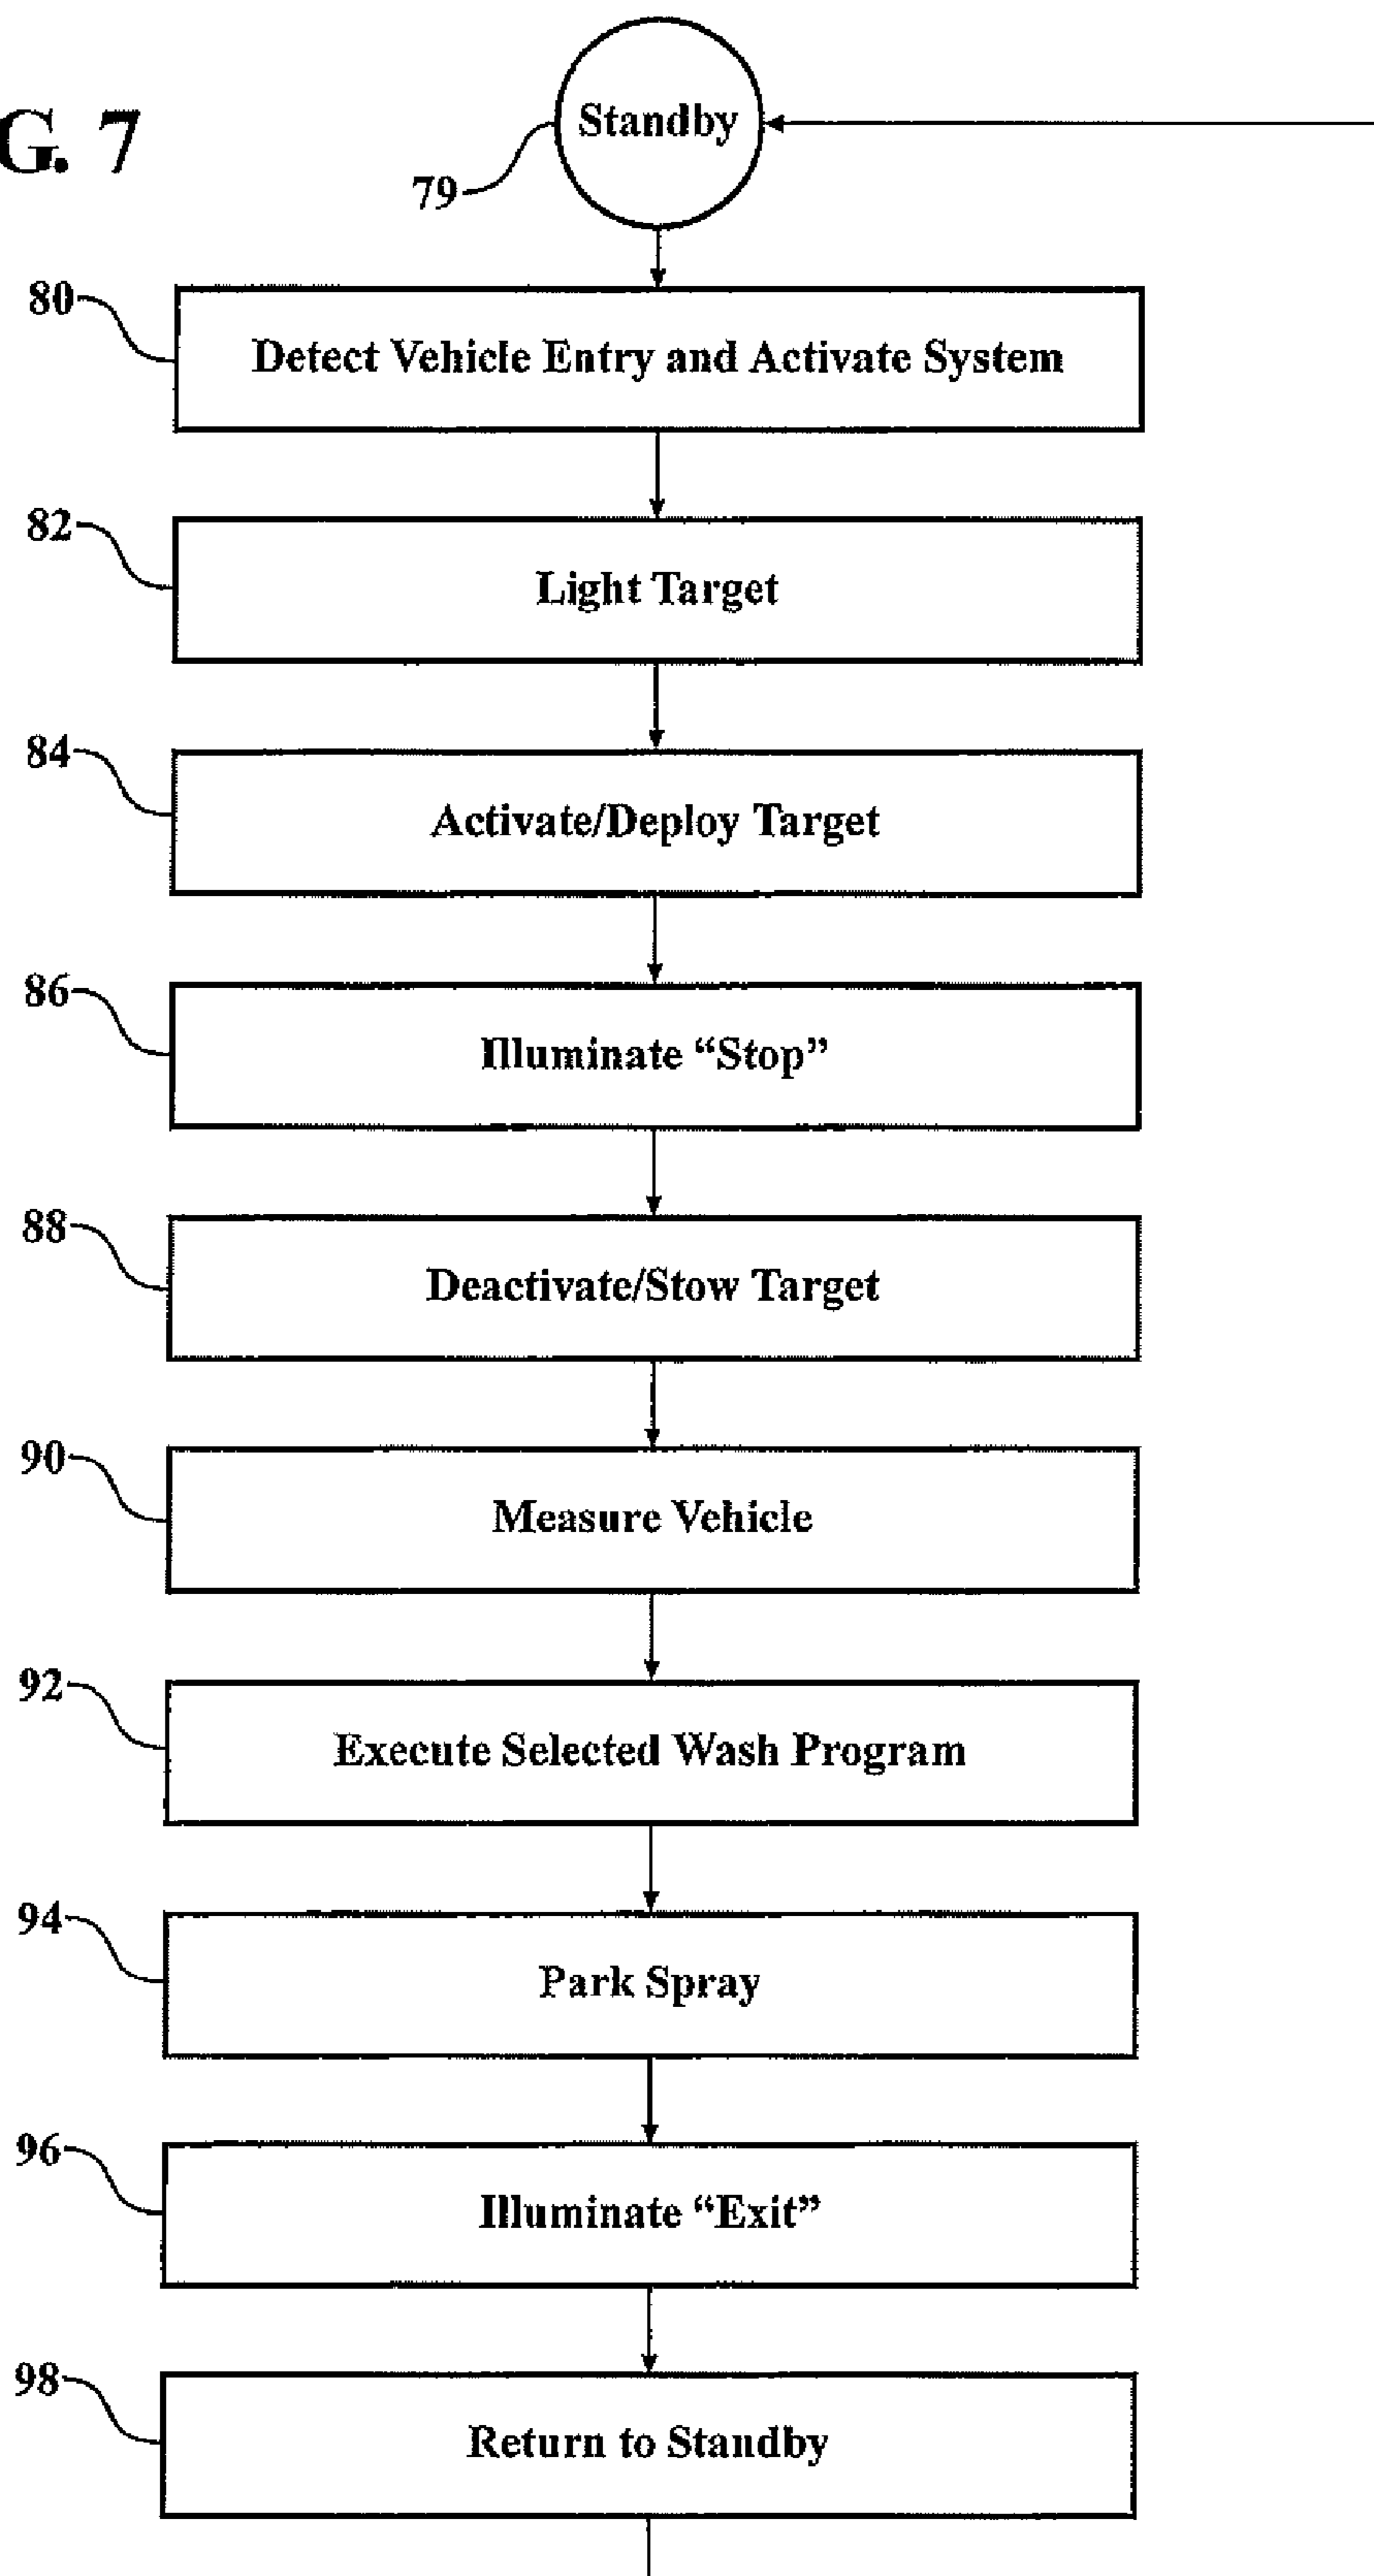 G. 7
Standby
79
80
Detect Vehicle Entry and Activate System
82
Light Target
84
Activate/Deploy Target
86
Illuminate “Stop”
88
Deactivate/Stow Target
90
Measure Vehicle
92
Execute Selected Wash Program
94
Park Spray
96
Illuminate “Exit”
98
Return to Standby